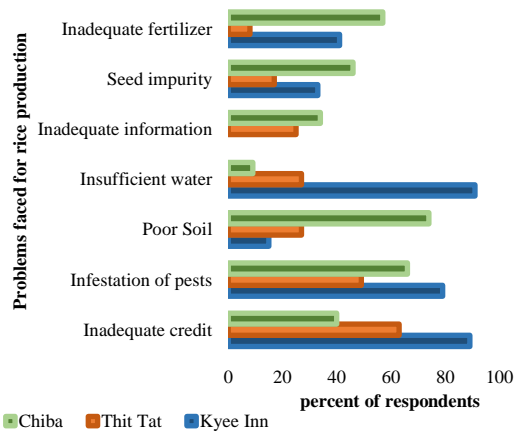 Problems faced for rice production
Inadequate fertilizer
Seed impurity
Inadequate information
Insufficient water
Poor Soil
Infestation of pests
Inadequate credit
0 20 40 60 80 100
percent of respondents
Chiba Thit Tat Kyee Inn